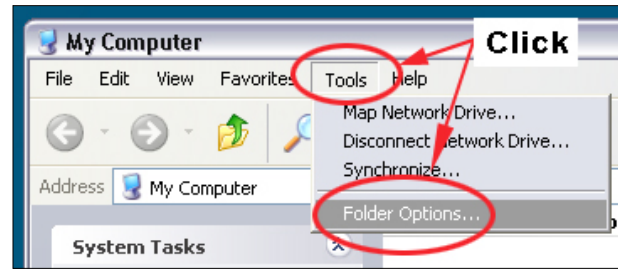 My Computer
Click
File Edit View Favorites Tools Help
Map Network Drive...
Disconnect Network Drive...
Synchronize...
Address My Computer
Folder Options...
System Tasks